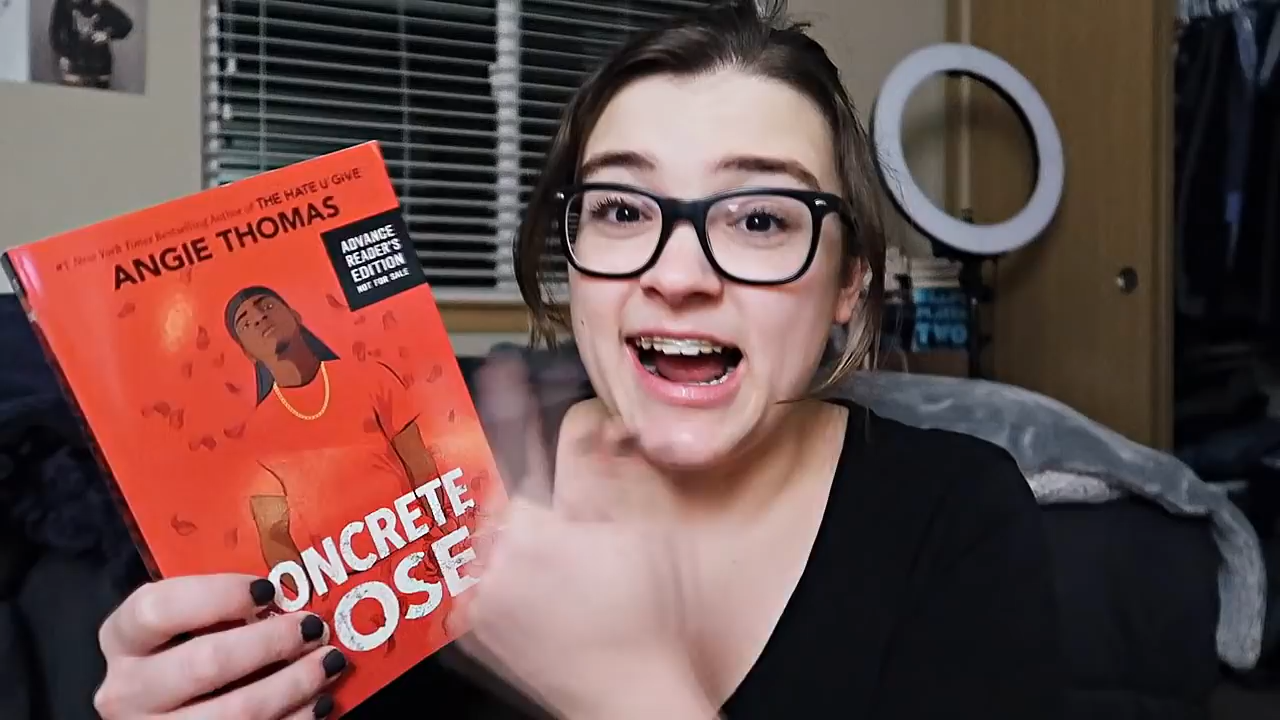 #1 New York Times Bestselling Author of THE HATE U GIVE
ANGIE THOMAS
ADVANCE
READER'S
EDITION
NOT FOR SALE
ONCRETE
OSE
TWO